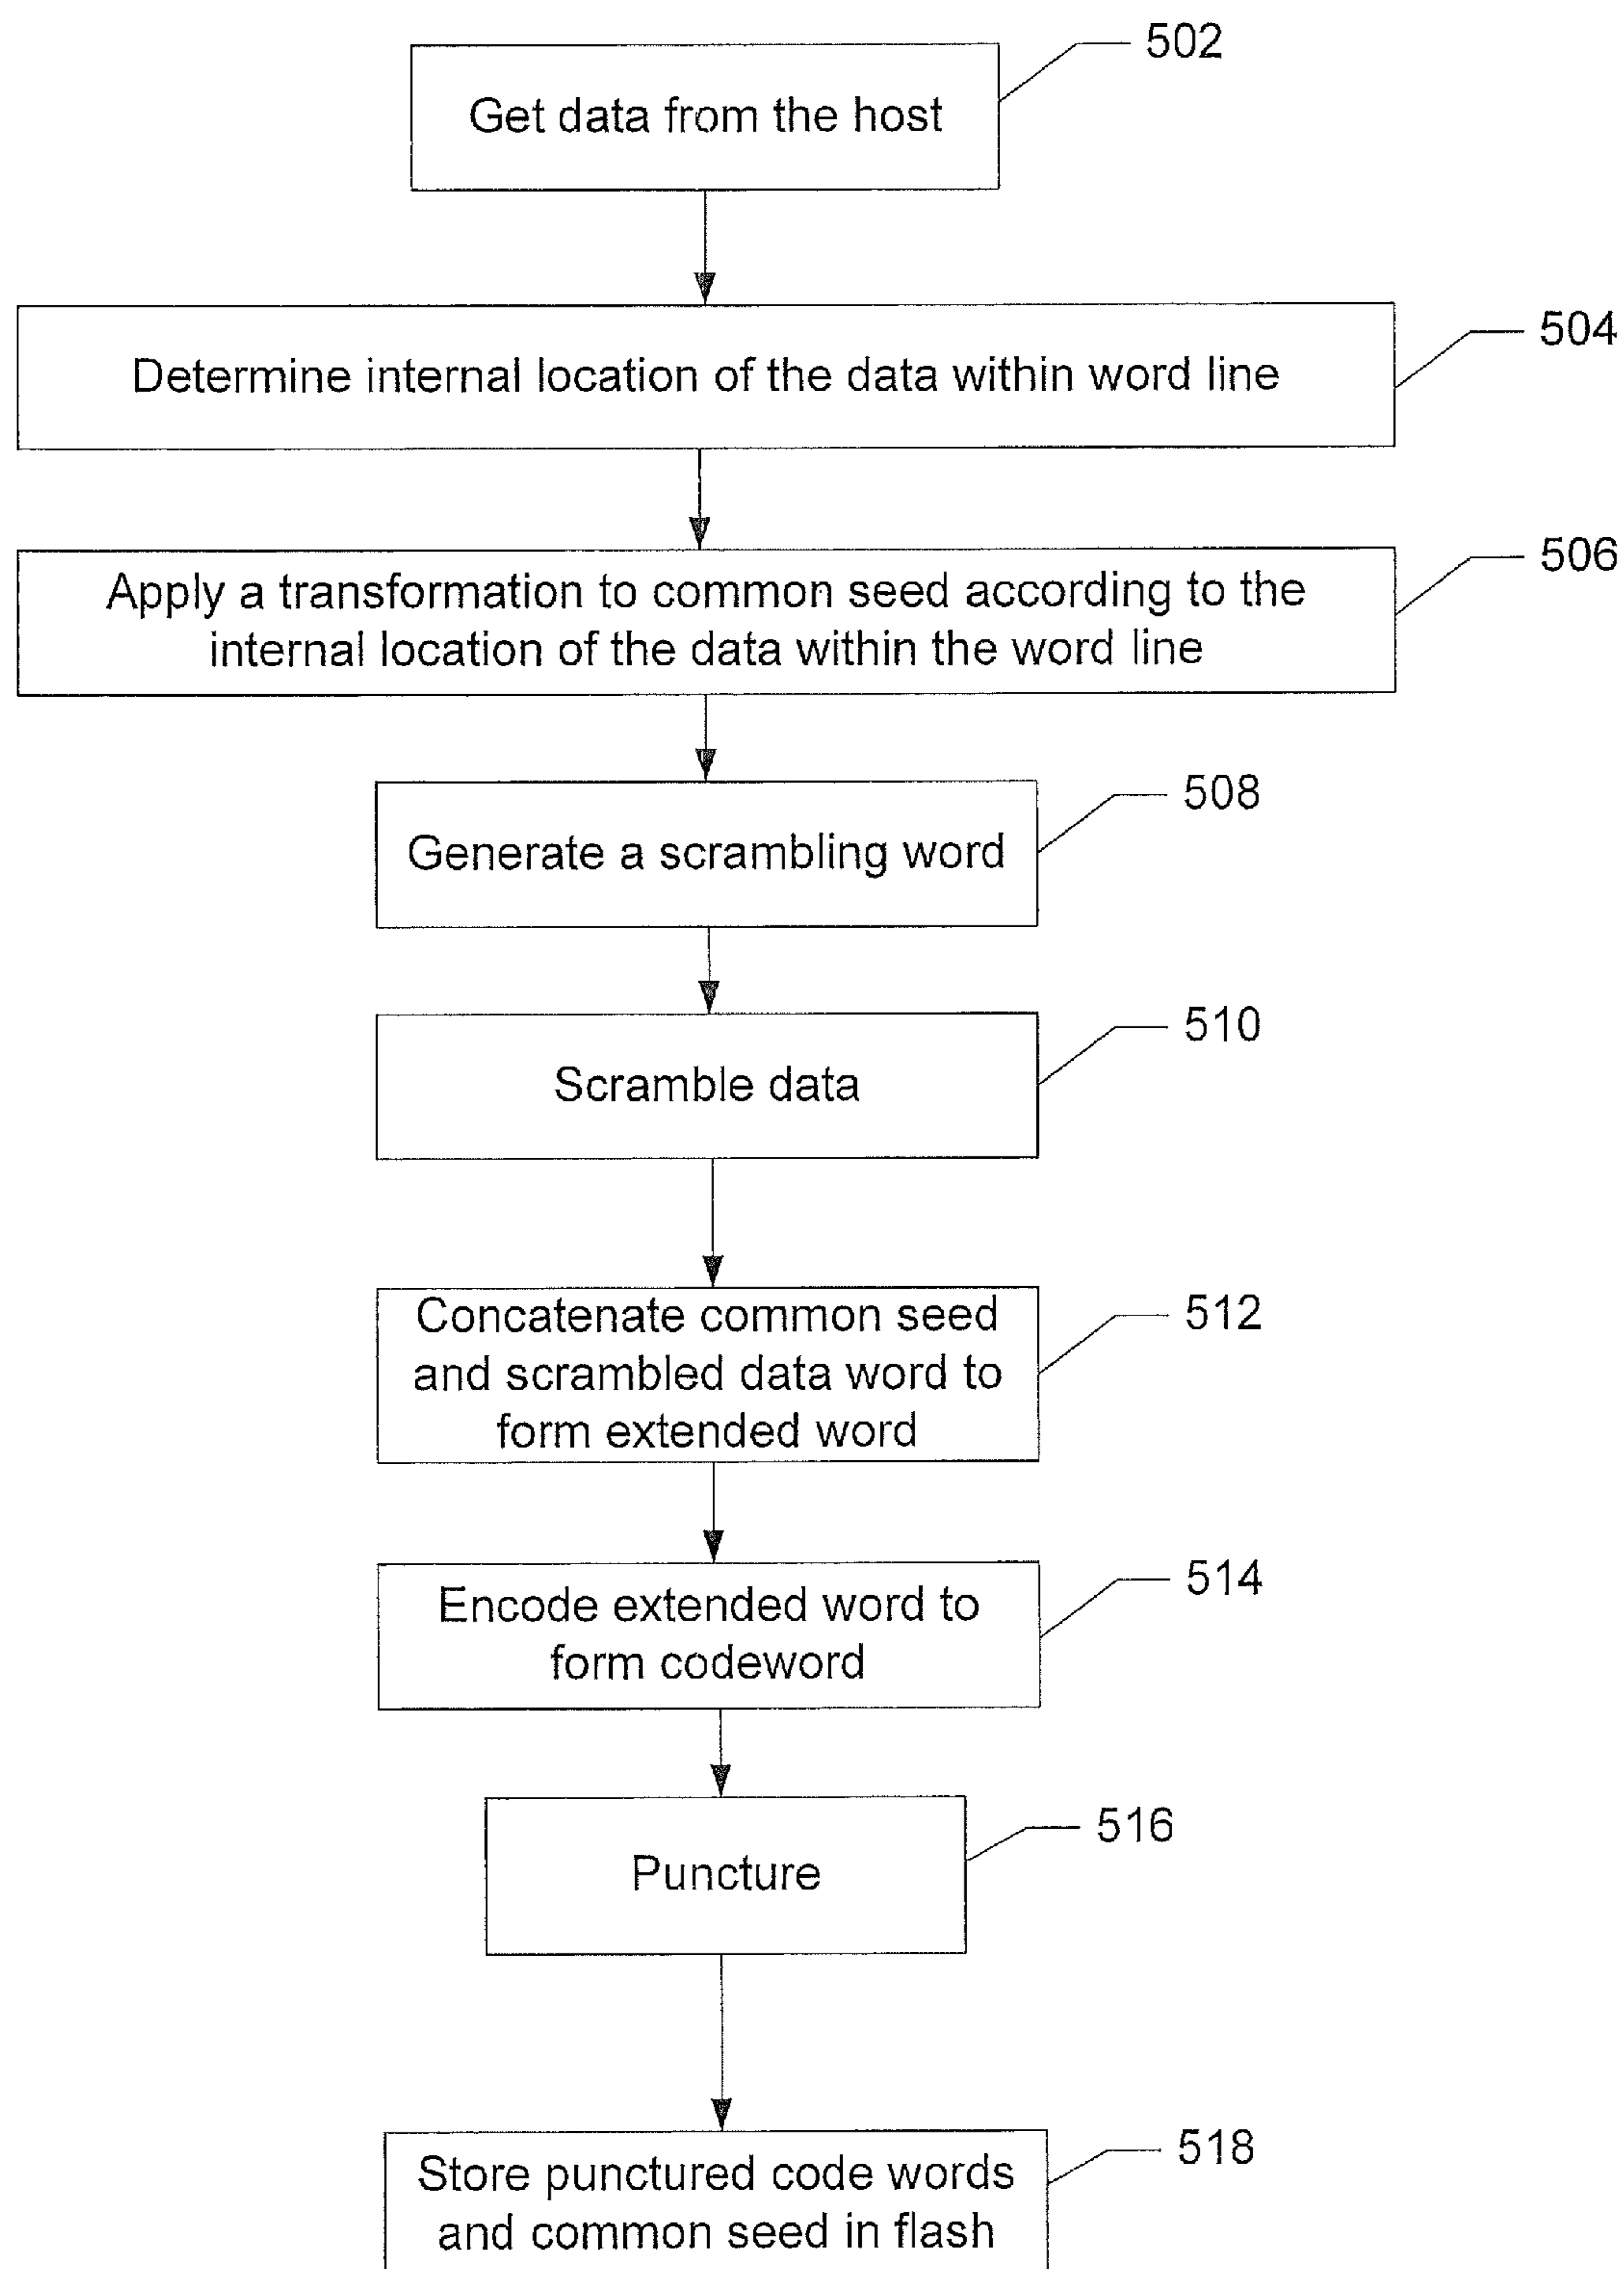 502
Get data from the host
504
Determine internal location of the data within word line
506
Apply a transformation to common seed according to the
internal location of the data within the word line
508
Generate a scrambling word
510
Scramble data
512
Concatenate common seed
and scrambled data word to
form extended word
514
Encode extended word to
form codeword
516
Puncture
518
Store punctured code words
and common seed in flash